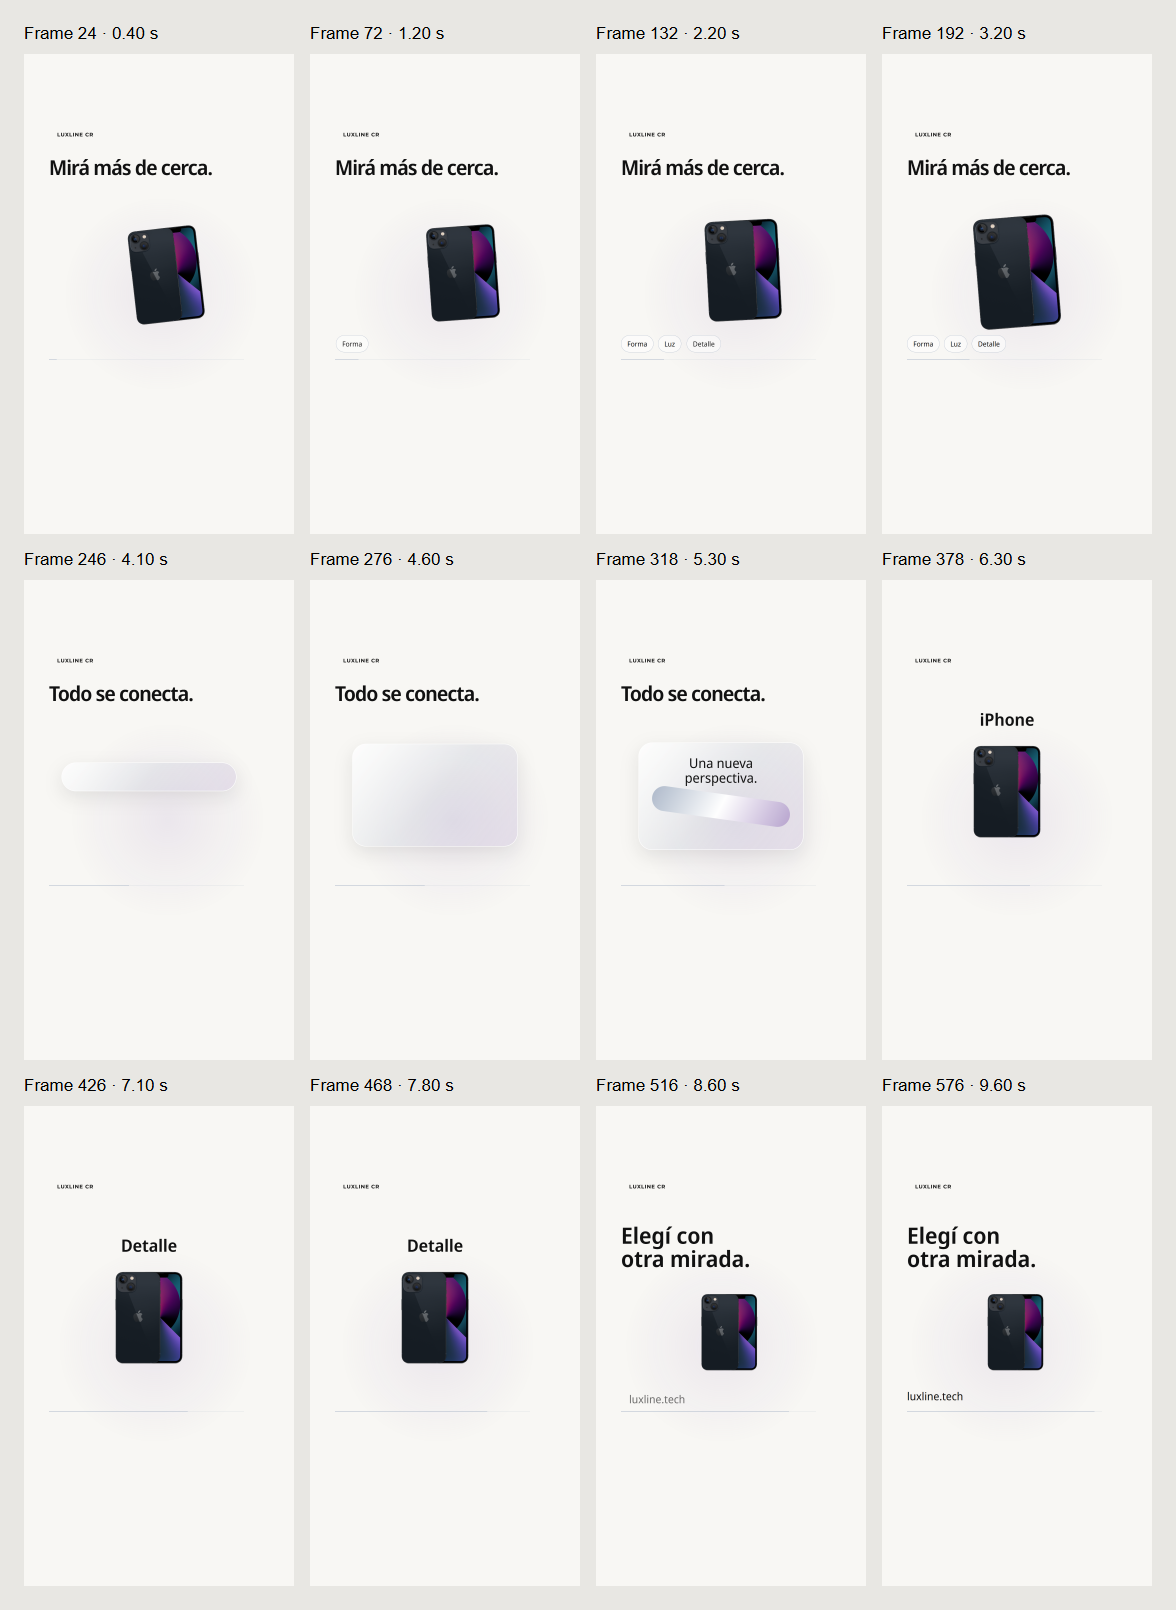 Frame 24 · 0.40 s
LUXLINE CR
Mirá más de cerca.
Frame 72 · 1.20 s
LUXLINE CR
Mirá más de cerca.
Forma
Frame 132 · 2.20 s
LUXLINE CR
Mirá más de cerca.
Forma
Luz
Detalle
Frame 192 · 3.20 s
LUXLINE CR
Mirá más de cerca.
Forma
Luz
Detalle
Frame 246 · 4.10 s
LUXLINE CR
Todo se conecta.
Frame 276 · 4.60 s
LUXLINE CR
Todo se conecta.
Frame 318 · 5.30 s
LUXLINE CR
Todo se conecta.
Una nueva
perspectiva.
Frame 378 · 6.30 s
LUXLINE CR
iPhone
Frame 426 · 7.10 s
LUXLINE CR
Detalle
Frame 468 · 7.80 s
LUXLINE CR
Detalle
Frame 516 · 8.60 s
LUXLINE CR
Elegí con
otra mirada.
luxline.tech
Frame 576 · 9.60 s
LUXLINE CR
Elegí con
otra mirada.
luxline.tech